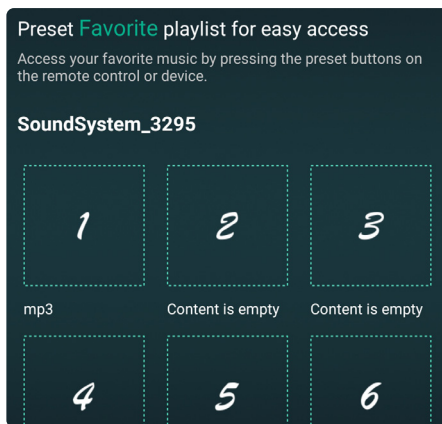 Preset Favorite playlist for easy access
Access your favorite music by pressing the preset buttons on
the remote control or device.
SoundSystem_3295
1 2 3
mp3 Content is empty Content is empty
4 5 6